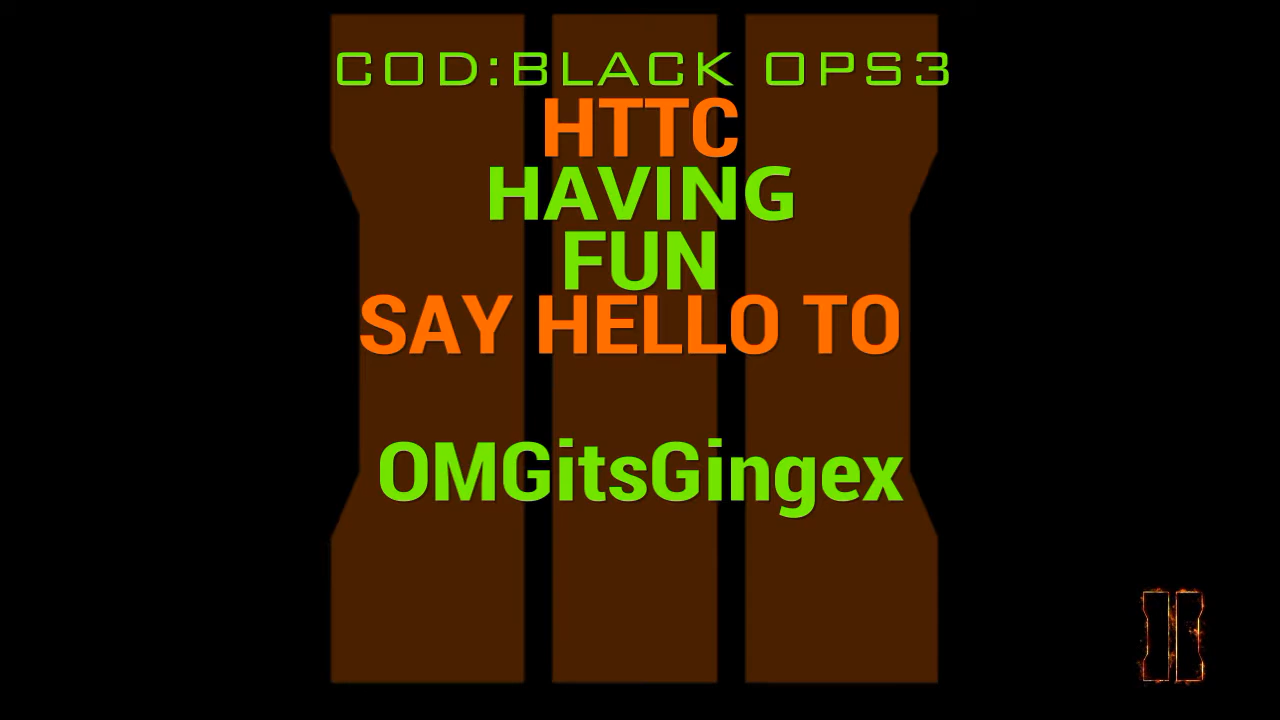 COD:BLACK OPS3
HTTC
HAVING
FUN
SAY HELLO TO
OMGitsGingex